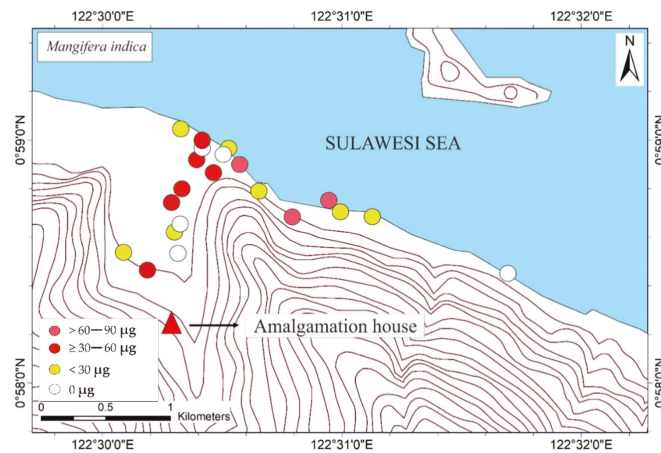 122°30'0"E 122°31'0"E 122°32'0"E
Mangifera indica
N
0°59'0"N 0°59'0"N
SULAWESI SEA
Amalgamation house
> 60–90 µg
≥ 30–60 µg
< 30 µg
0 µg
0°58'0"N 0°58'0"N
0 0.5 1
Kilometers
122°30'0"E 122°31'0"E 122°32'0"E